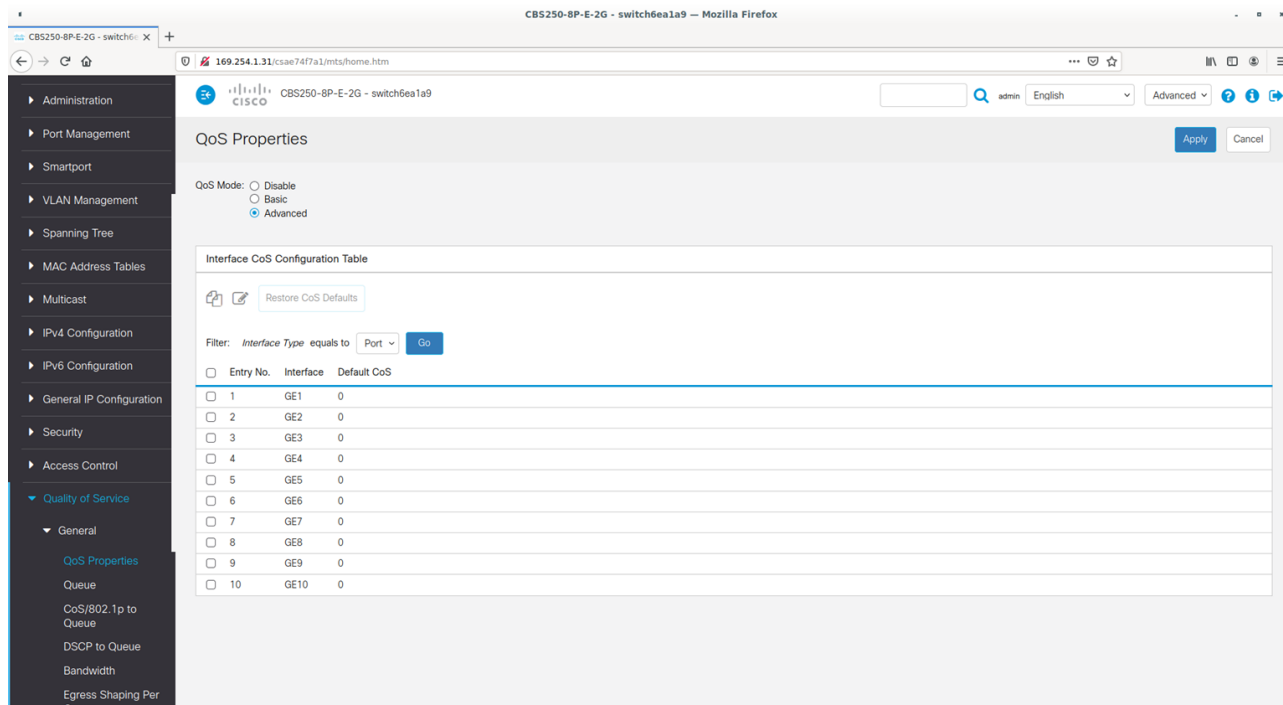 CBS250-8P-E-2G - switch6ea1a9 — Mozilla Firefox
CBS250-8P-E-2G - switch6e
169.254.1.31/csae74f7a1/mts/home.htm
CISCO CBS250-8P-E-2G - switch6ea1a9 admin English Advanced
Administration
Port Management
Smartport
VLAN Management
Spanning Tree
MAC Address Tables
Multicast
IPv4 Configuration
IPv6 Configuration
General IP Configuration
Security
Access Control
Quality of Service
General
QoS Properties
Queue
CoS/802.1p to
Queue
DSCP to Queue
Bandwidth
Egress Shaping Per
QoS Properties Apply Cancel
QoS Mode: Disable
Basic
Advanced
Interface CoS Configuration Table
Restore CoS Defaults
Filter: Interface Type equals to Port Go
Entry No. Interface Default CoS
1 GE1 0
2 GE2 0
3 GE3 0
4 GE4 0
5 GE5 0
6 GE6 0
7 GE7 0
8 GE8 0
9 GE9 0
10 GE10 0